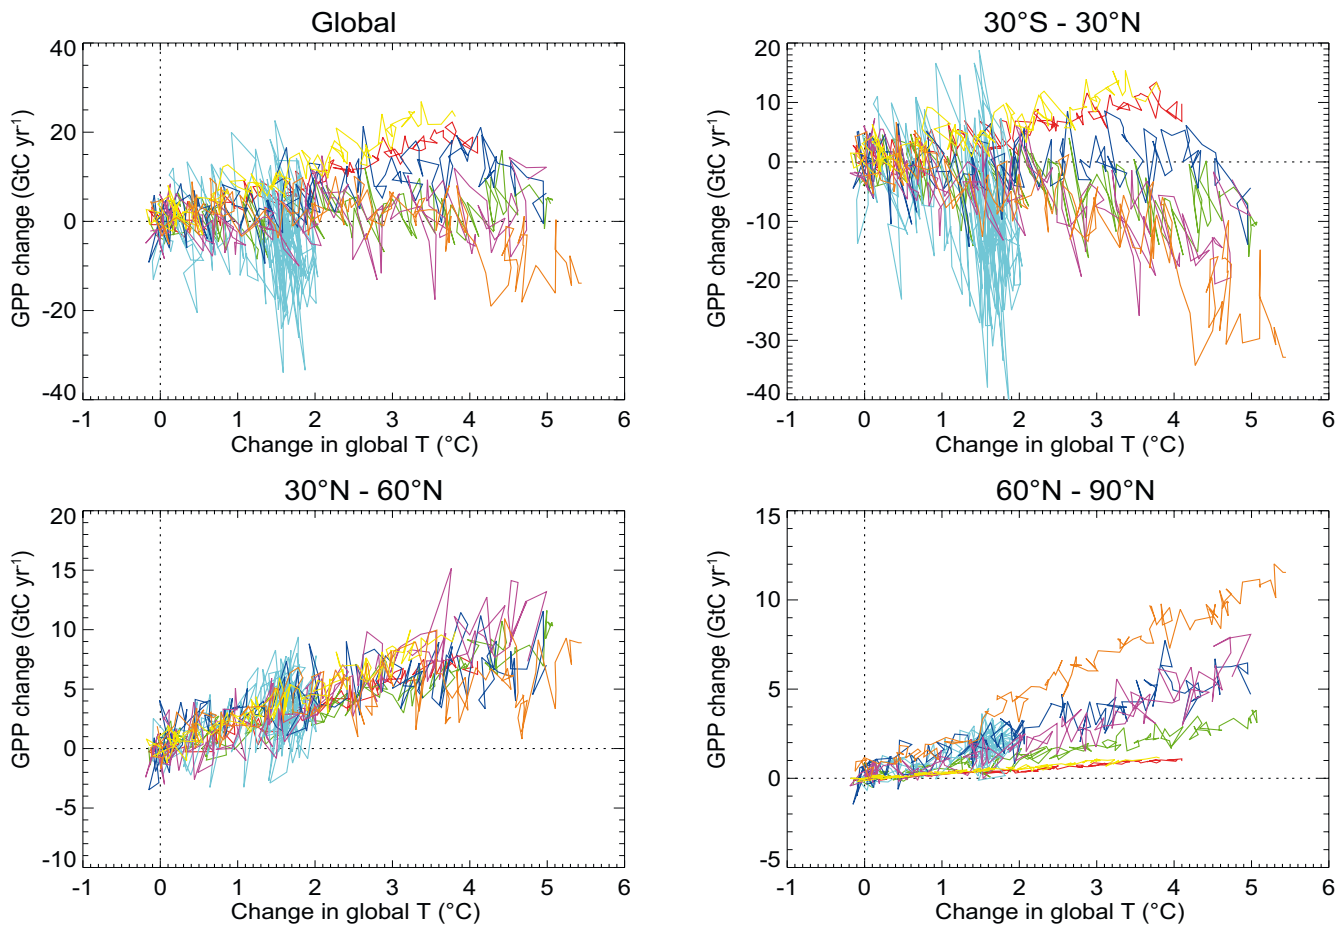 Global
40
20
0
-20
-40
GPP change (GtC yr-1)
-1 0 1 2 3 4 5 6
Change in global T (°C)
30°S - 30°N
20
10
0
-10
-20
-30
-40
GPP change (GtC yr-1)
-1 0 1 2 3 4 5 6
Change in global T (°C)
30°N - 60°N
20
15
10
5
0
-5
-10
GPP change (GtC yr-1)
-1 0 1 2 3 4 5 6
Change in global T (°C)
60°N - 90°N
15
10
5
0
-5
GPP change (GtC yr-1)
-1 0 1 2 3 4 5 6
Change in global T (°C)